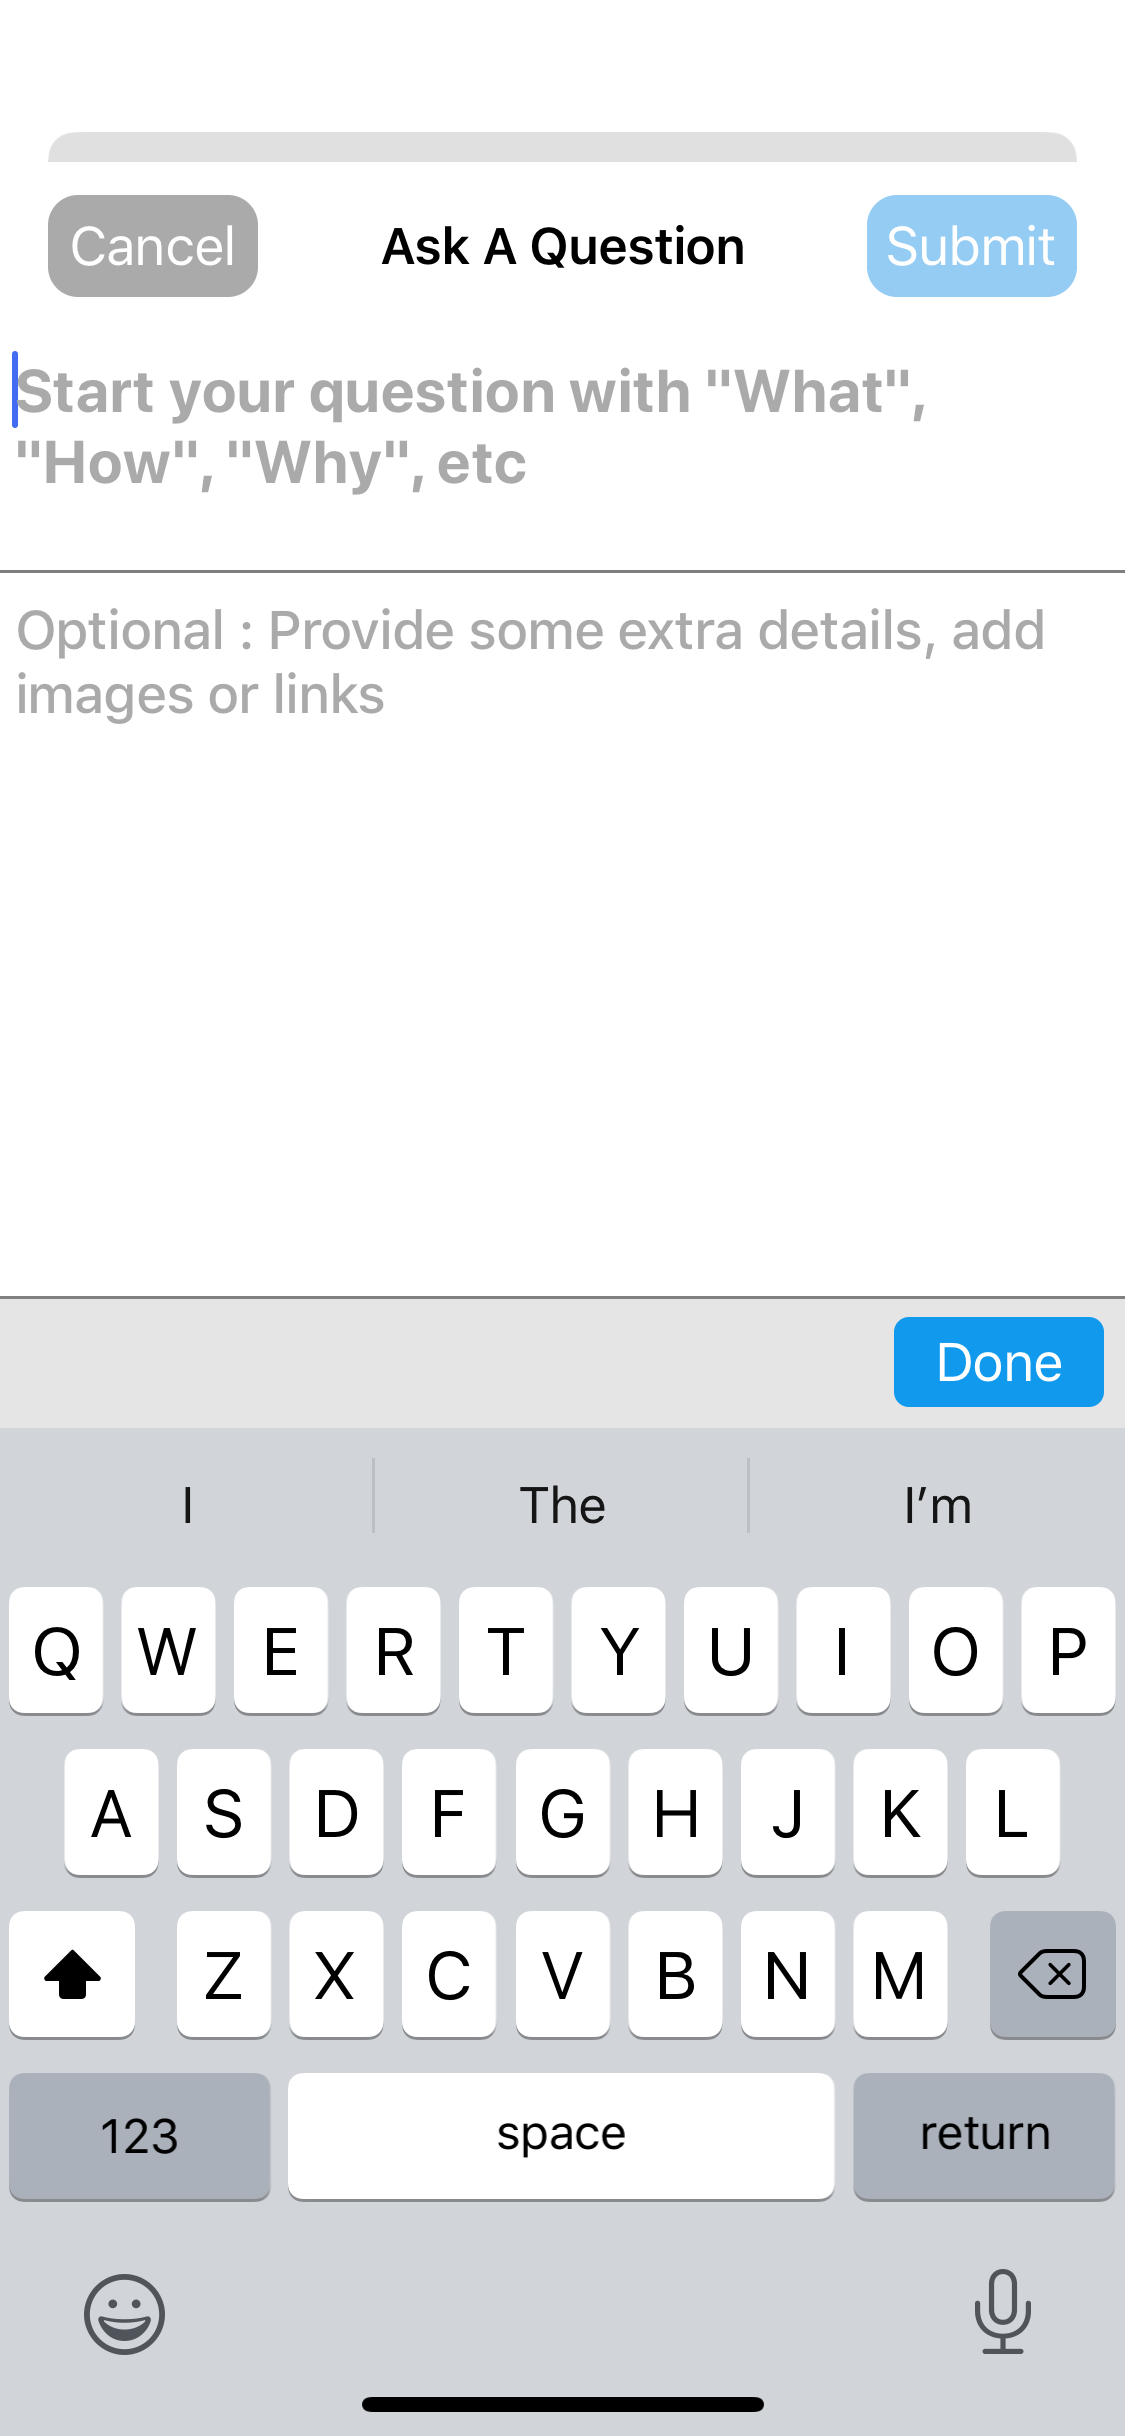 Cancel Ask A Question Submit
Start your question with "What",
"How", "Why", etc
Optional : Provide some extra details, add
images or links
Done
I The I’m
Q W E R T Y U I O P
A S D F G H J K L
Z X C V B N M
123 space return